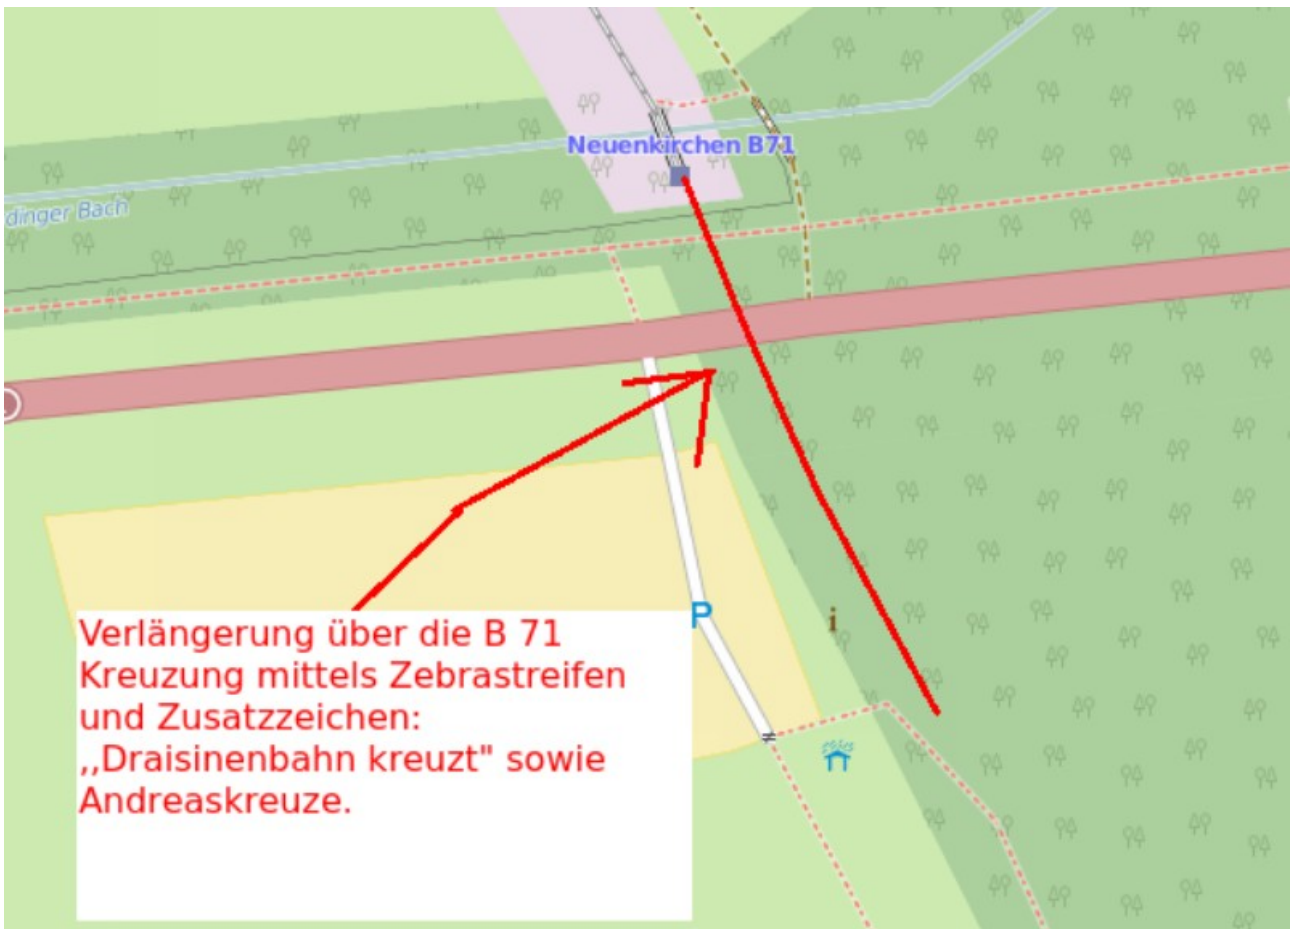 Neuenkirchen B71
dinger Bach
P
i
Verlängerung über die B 71
Kreuzung mittels Zebrastreifen
und Zusatzzeichen:
,,Draisinenbahn kreuzt" sowie
Andreaskreuze.